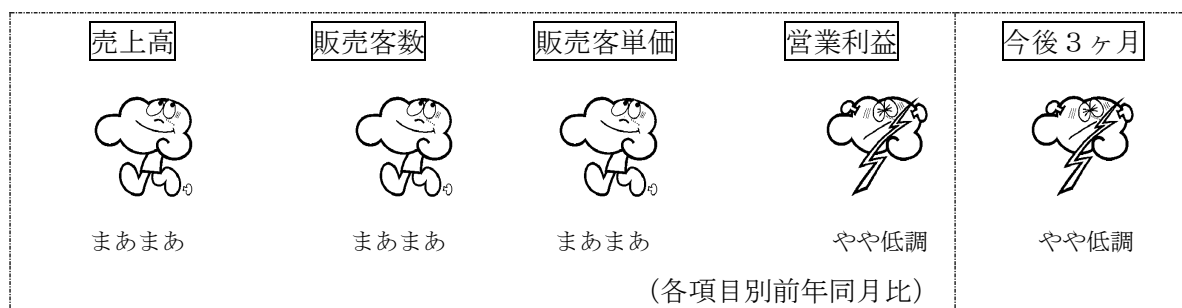 売上高 販売客数 販売客単価 営業利益 今後３ヶ月
まあまあ まあまあ まあまあ やや低調 やや低調
（各項目別前年同月比）